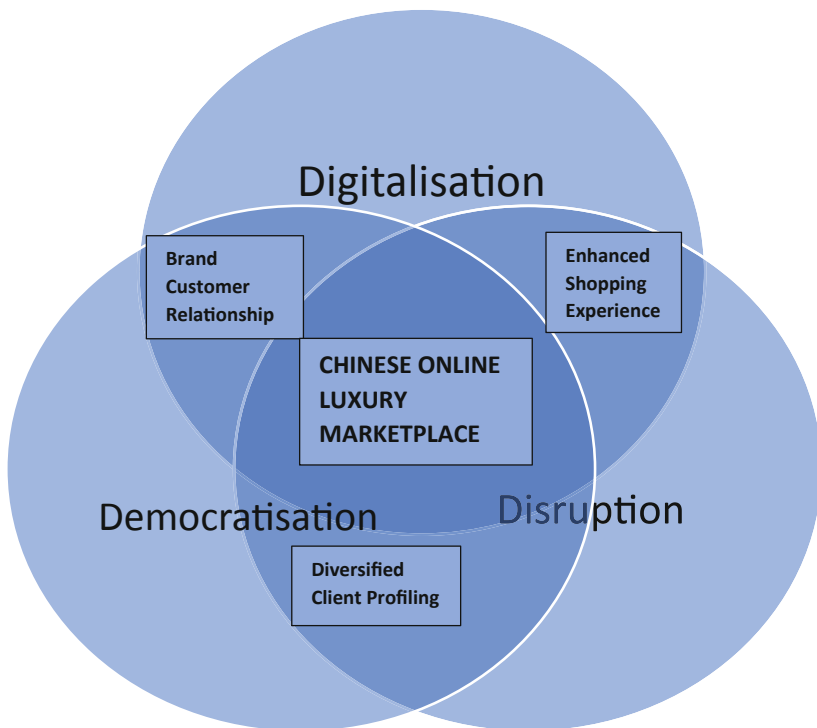 Digitalisation
Brand
Customer
Relationship
Enhanced
Shopping
Experience
CHINESE ONLINE
LUXURY
MARKETPLACE
Democratisation
Disruption
Diversified
Client Profiling